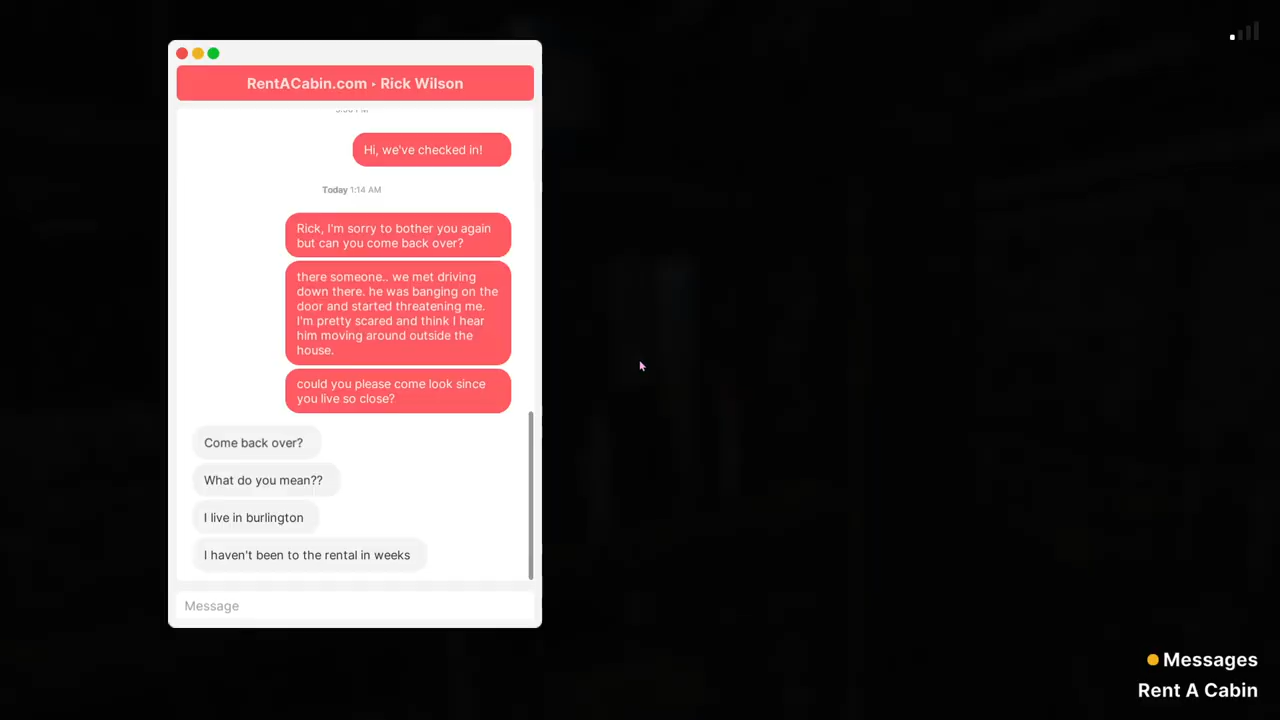 RentACabin.com • Rick Wilson
Hi, we've checked in!
Today 1:14 AM
Rick, I'm sorry to bother you again
but can you come back over?
there someone.. we met driving
down there. he was banging on the
door and started threatening me.
I'm pretty scared and think I hear
him moving around outside the
house.
could you please come look since
you live so close?
Come back over?
What do you mean??
I live in burlington
I haven't been to the rental in weeks
Message
Messages
Rent A Cabin